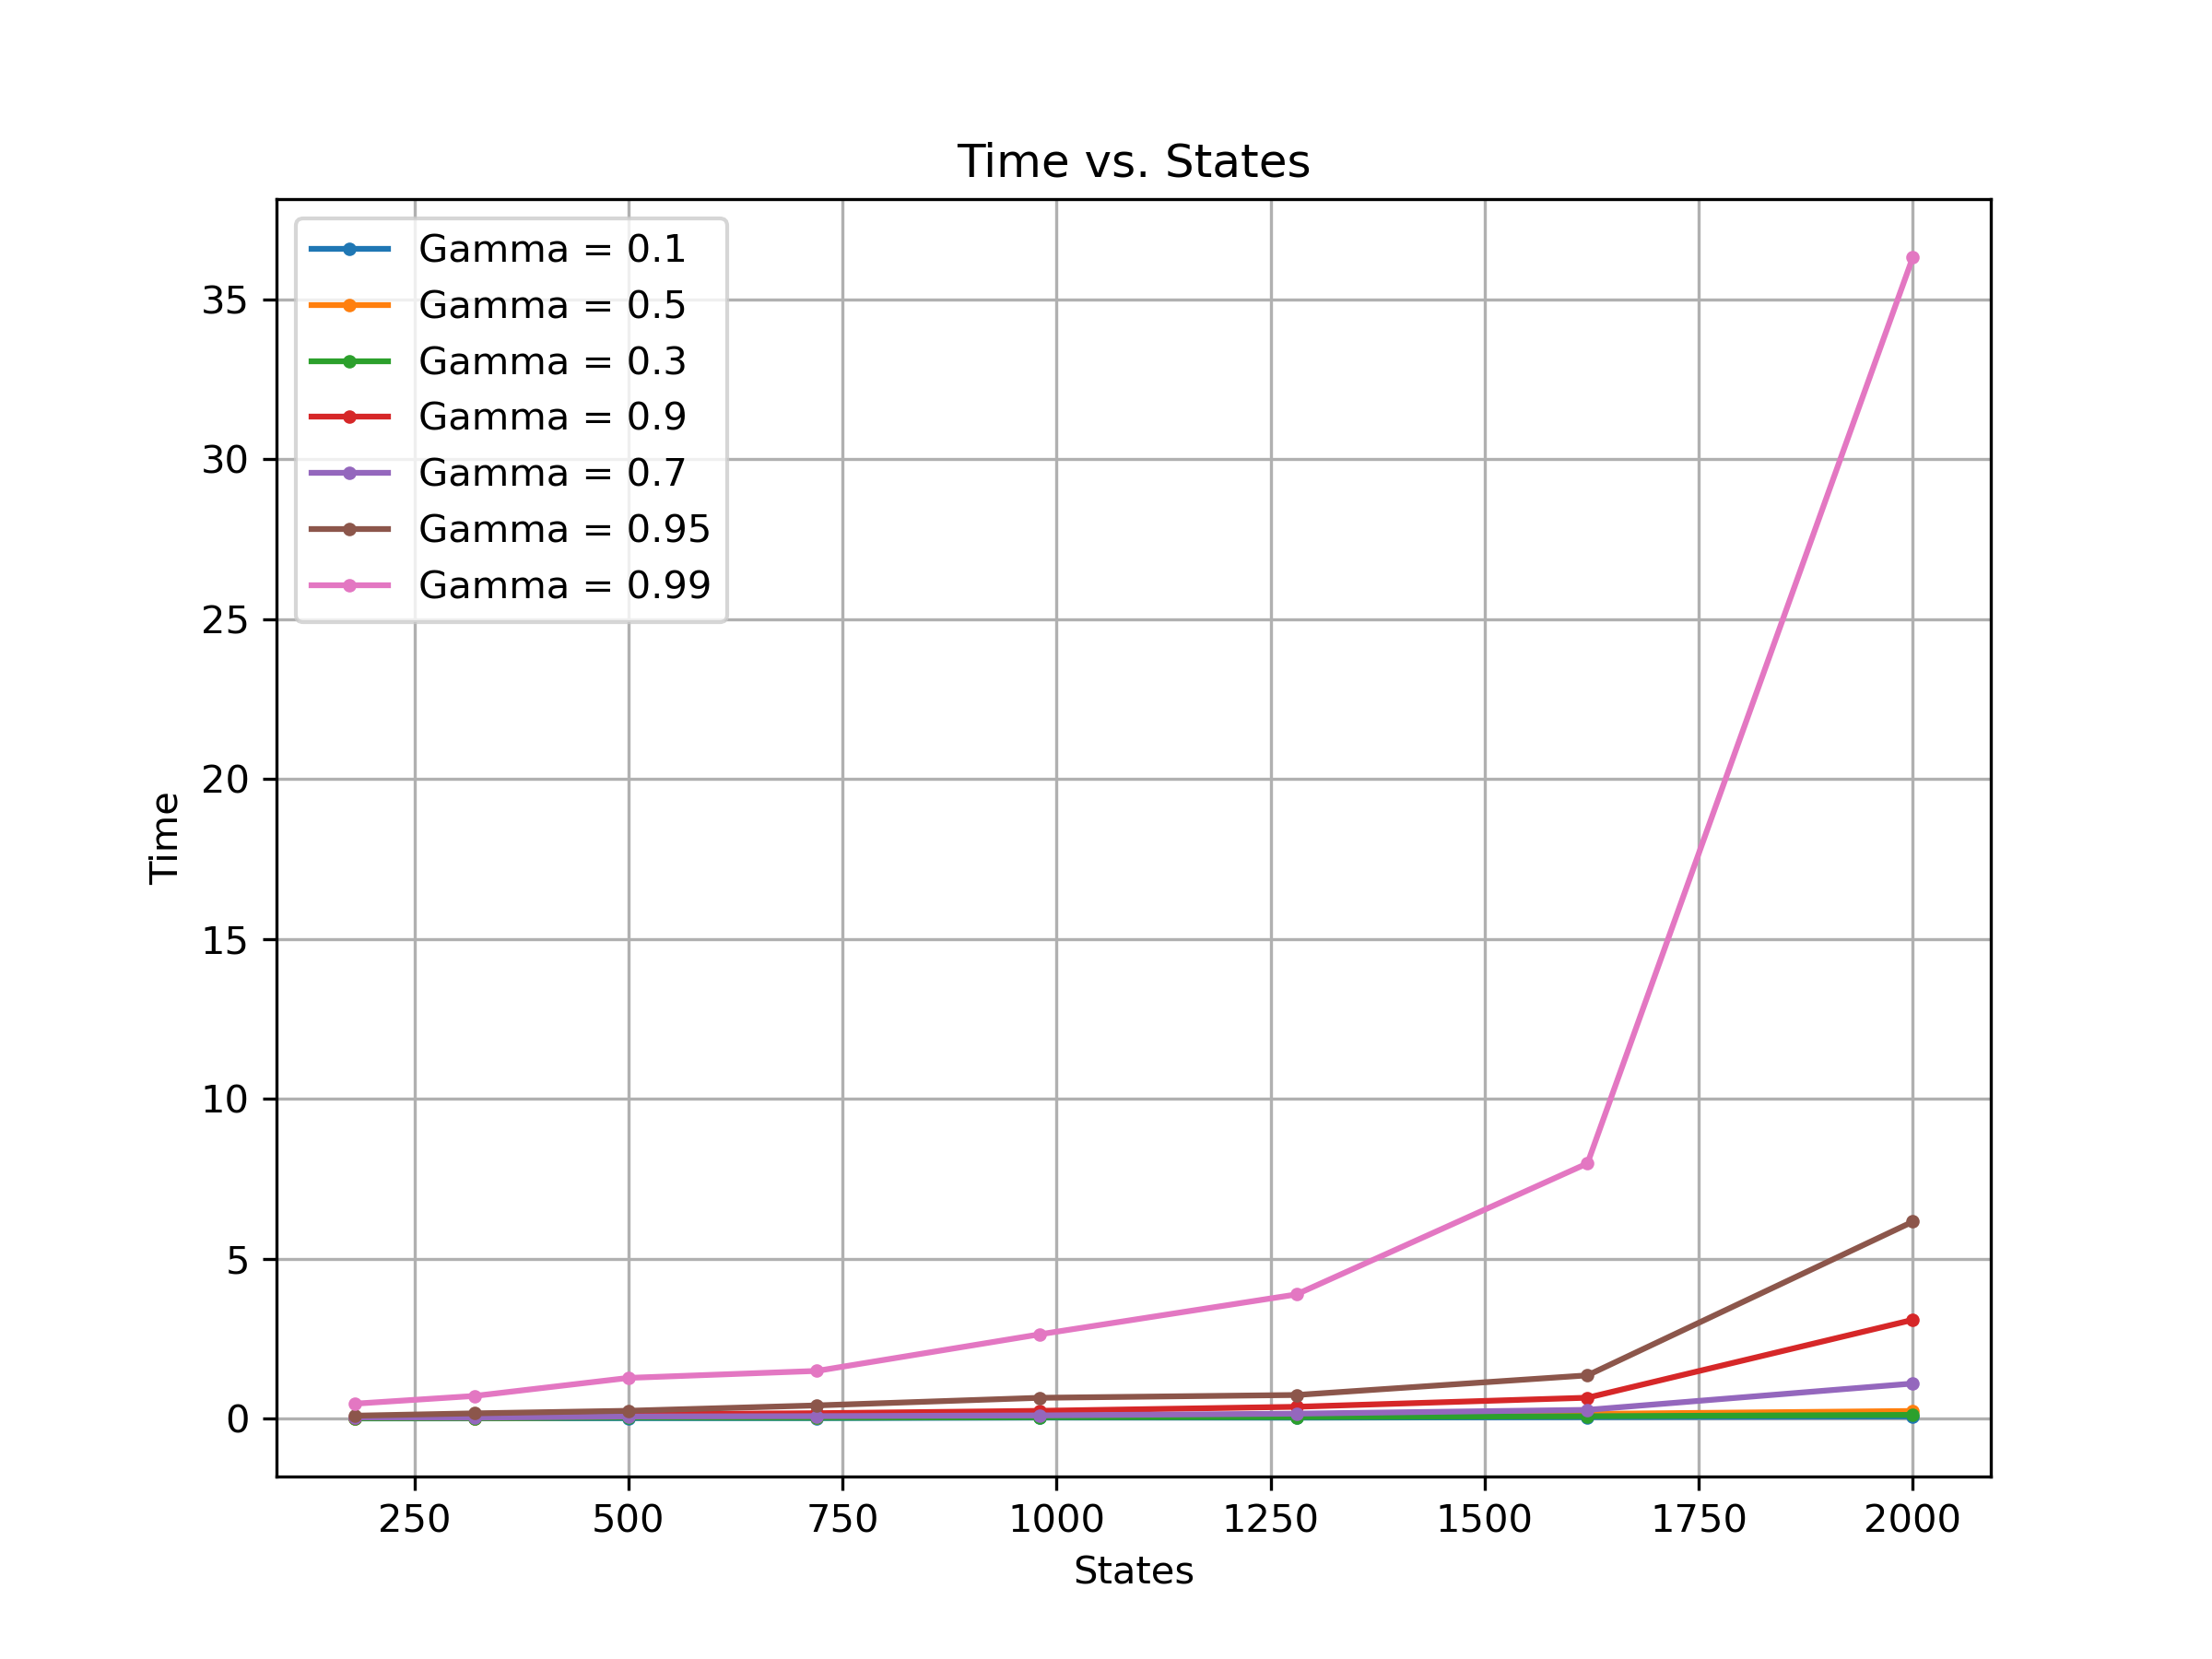 Time vs. States
Gamma = 0.1
Gamma = 0.5
Gamma = 0.3
Gamma = 0.9
Gamma = 0.7
Gamma = 0.95
Gamma = 0.99
35
30
25
20
15
10
5
0
Time
250 500 750 1000 1250 1500 1750 2000
States